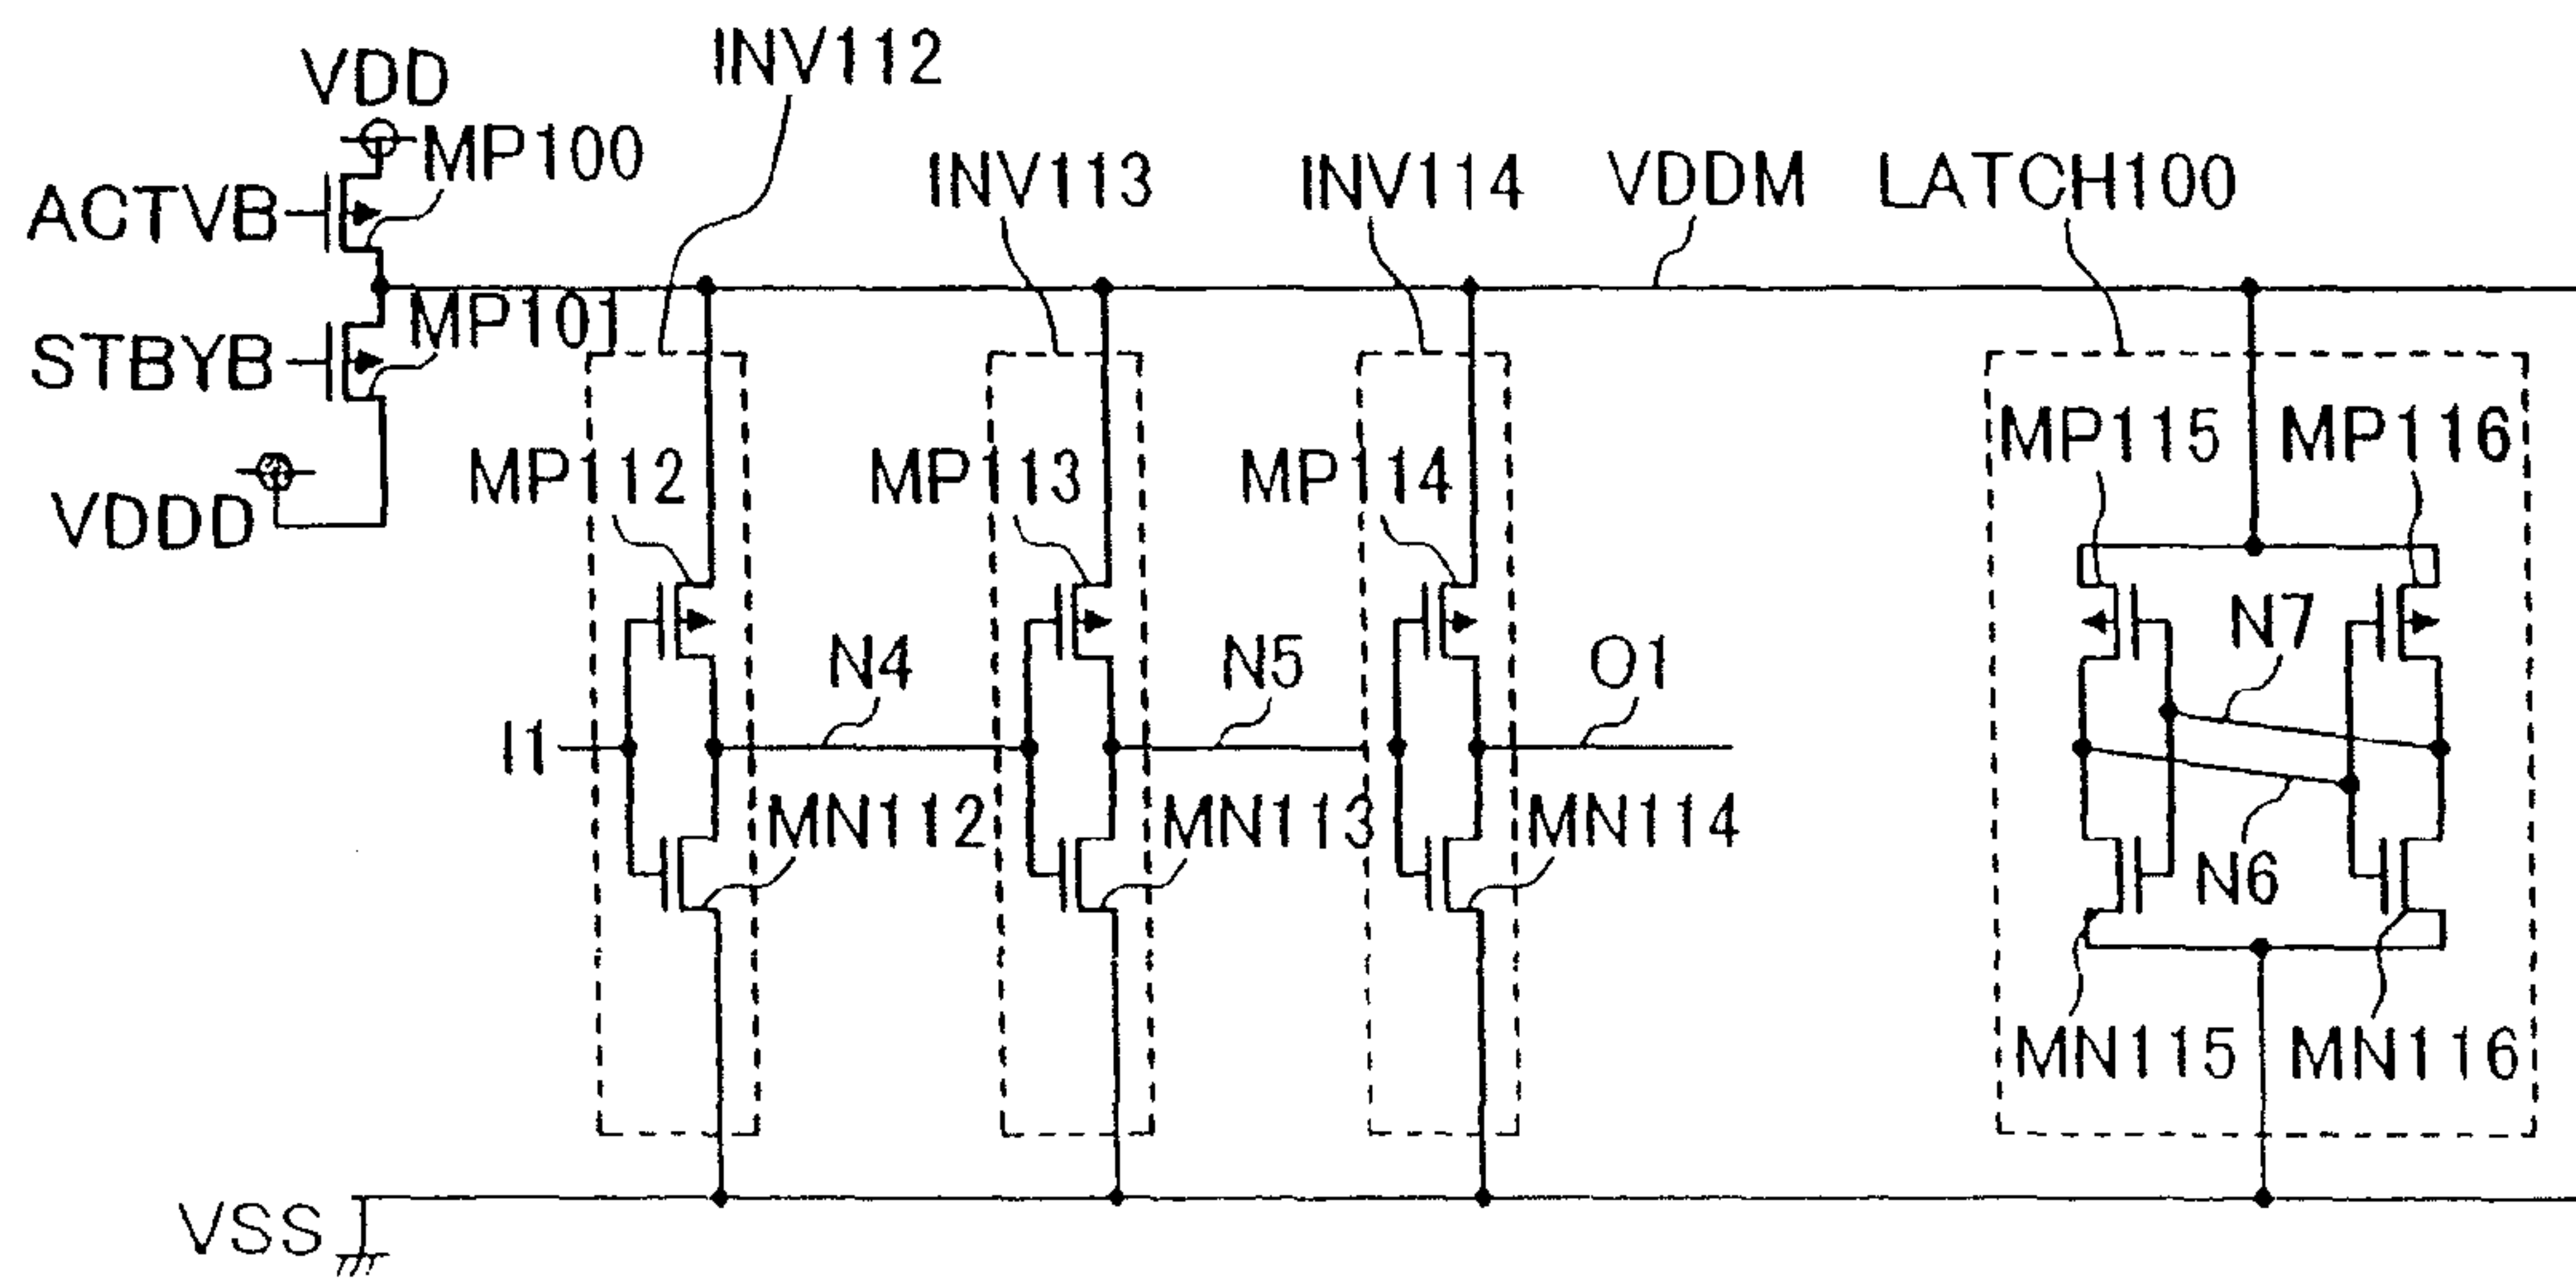 INV112
VDD
MP100
INV113
INV114
VDDM
LATCH100
ACTVB
MP101
STBYB
MP115
MP116
MP112
MP113
MP114
VDDD
N7
N4
N5
O1
I1
MN112
MN113
MN114
N6
MN115
MN116
VSS